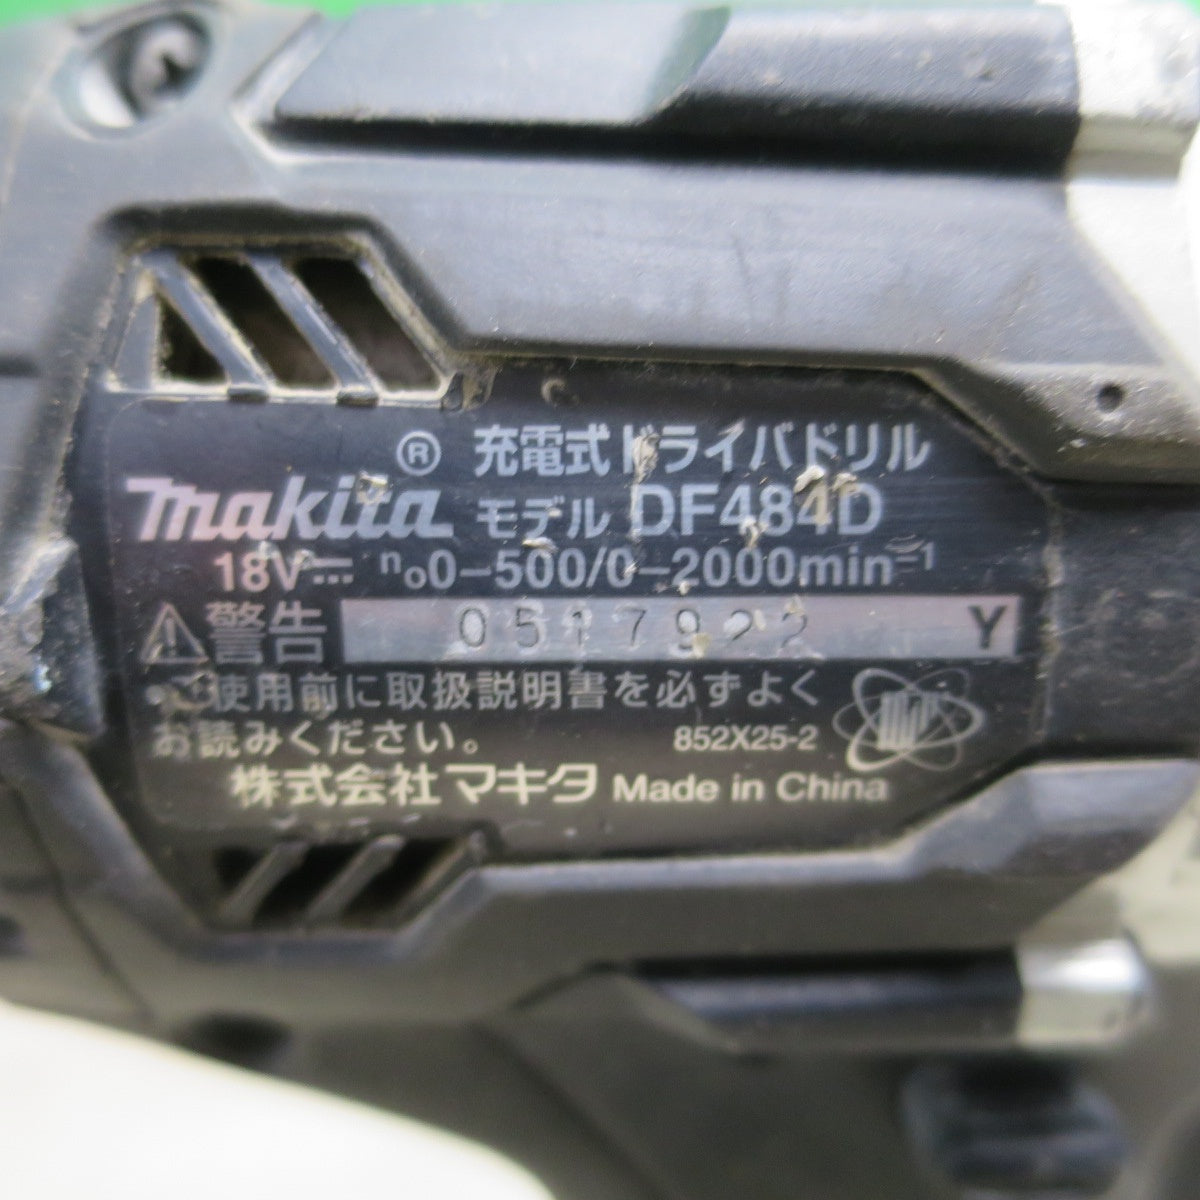 ® 充電式ドライバドリル
makita モデル DF484D
18V⎓ n₀0-500/0-2000min⁻¹
⚠警告 0517922 Y
・ご使用前に取扱説明書を必ずよく
お読みください。 852X25-2
株式会社マキタ Made in China